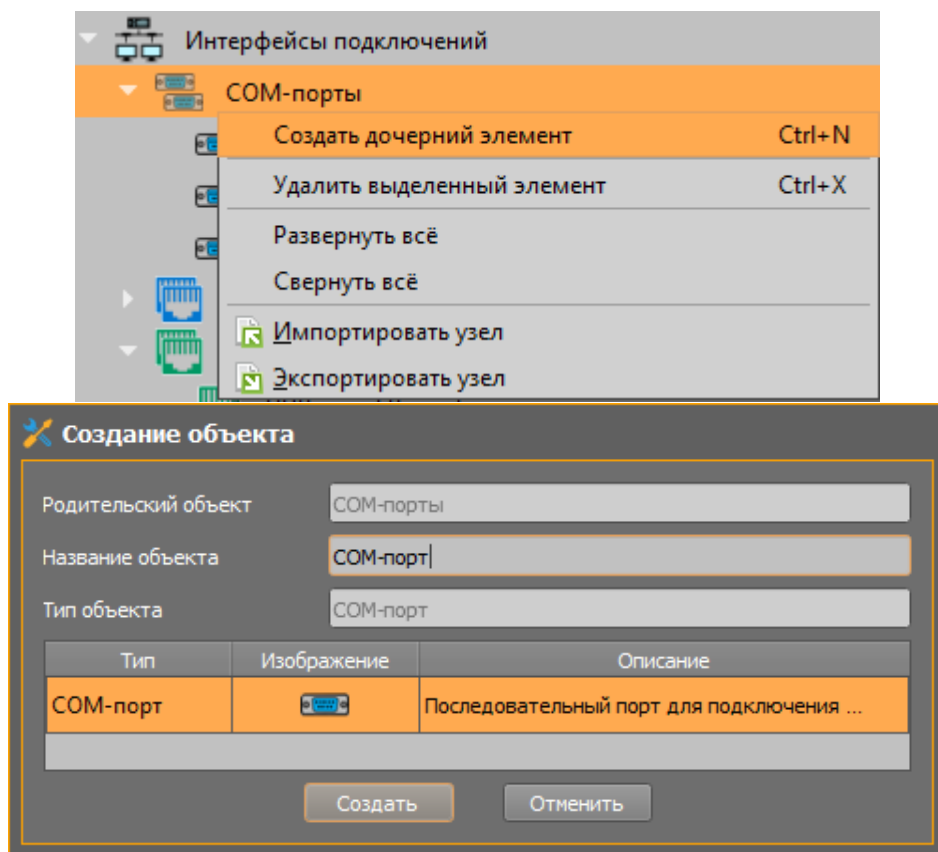 Интерфейсы подключений
COM-порты
Создать дочерний элемент Ctrl+N
Удалить выделенный элемент Ctrl+X
Развернуть всё
Свернуть всё
Импортировать узел
Экспортировать узел
Создание объекта
Родительский объект COM-порты
Название объекта COM-порт
Тип объекта COM-порт
Тип Изображение Описание
COM-порт Последовательный порт для подключения ...
Создать Отменить